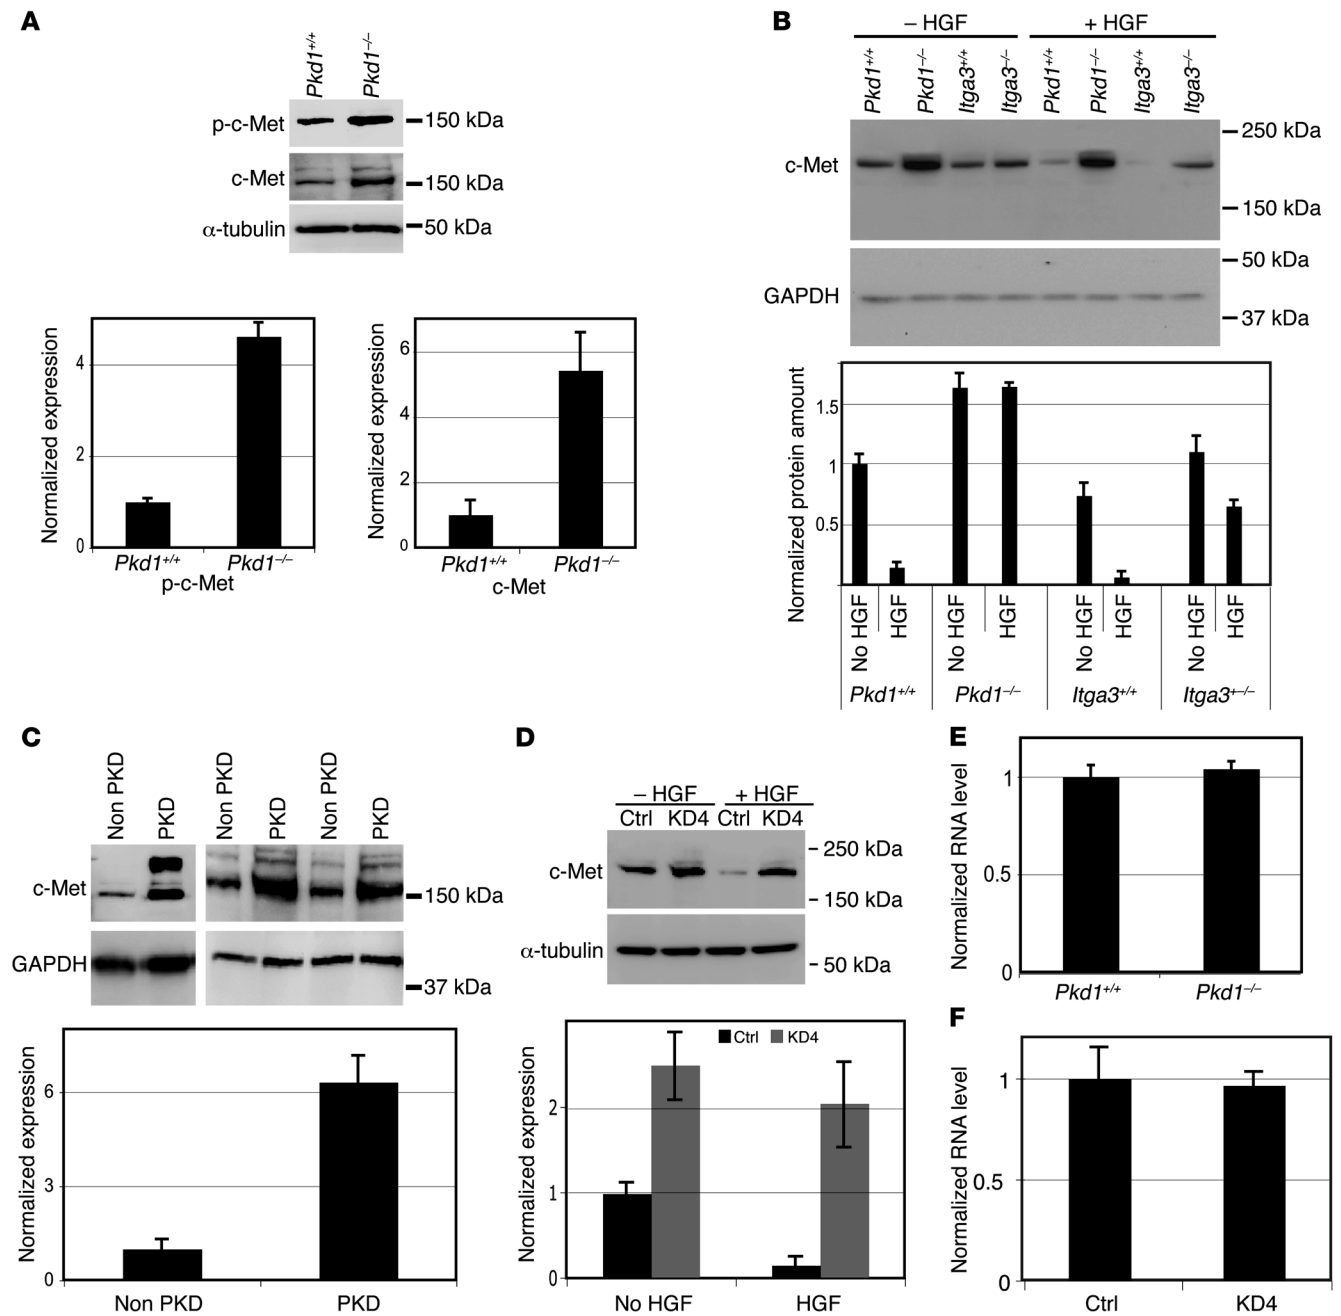 A
Pkd1+/+
Pkd1–/–
p-c-Met
150 kDa
c-Met
150 kDa
α-tubulin
50 kDa
Normalized expression
4
2
0
Pkd1+/+
Pkd1–/–
p-c-Met
Normalized expression
6
4
2
0
Pkd1+/+
Pkd1–/–
c-Met
B
– HGF
+ HGF
Pkd1+/+
Pkd1–/–
Itga3+/+
Itga3–/–
Pkd1+/+
Pkd1–/–
Itga3+/+
Itga3–/–
250 kDa
c-Met
150 kDa
50 kDa
GAPDH
37 kDa
Normalized protein amount
1.5
1
0.5
No HGF
HGF
No HGF
HGF
No HGF
HGF
No HGF
HGF
Pkd1+/+
Pkd1–/–
Itga3+/+
Itga3+–/–
C
Non PKD
PKD
Non PKD
PKD
Non PKD
PKD
c-Met
150 kDa
GAPDH
37 kDa
Normalized expression
6
3
0
Non PKD
PKD
D
– HGF
+ HGF
Ctrl KD4 Ctrl KD4
250 kDa
c-Met
150 kDa
α-tubulin
50 kDa
Normalized expression
Ctrl
KD4
2
1
0
No HGF
HGF
E
Normalized RNA level
1
0.5
0
Pkd1+/+
Pkd1–/–
F
Normalized RNA level
1
0.5
0
Ctrl
KD4